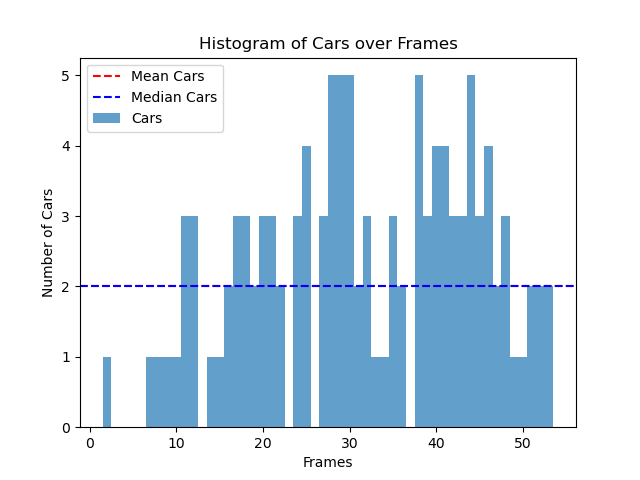 Histogram of Cars over Frames
Mean Cars
Median Cars
Cars
Number of Cars
5
4
3
2
1
0
0 10 20 30 40 50
Frames